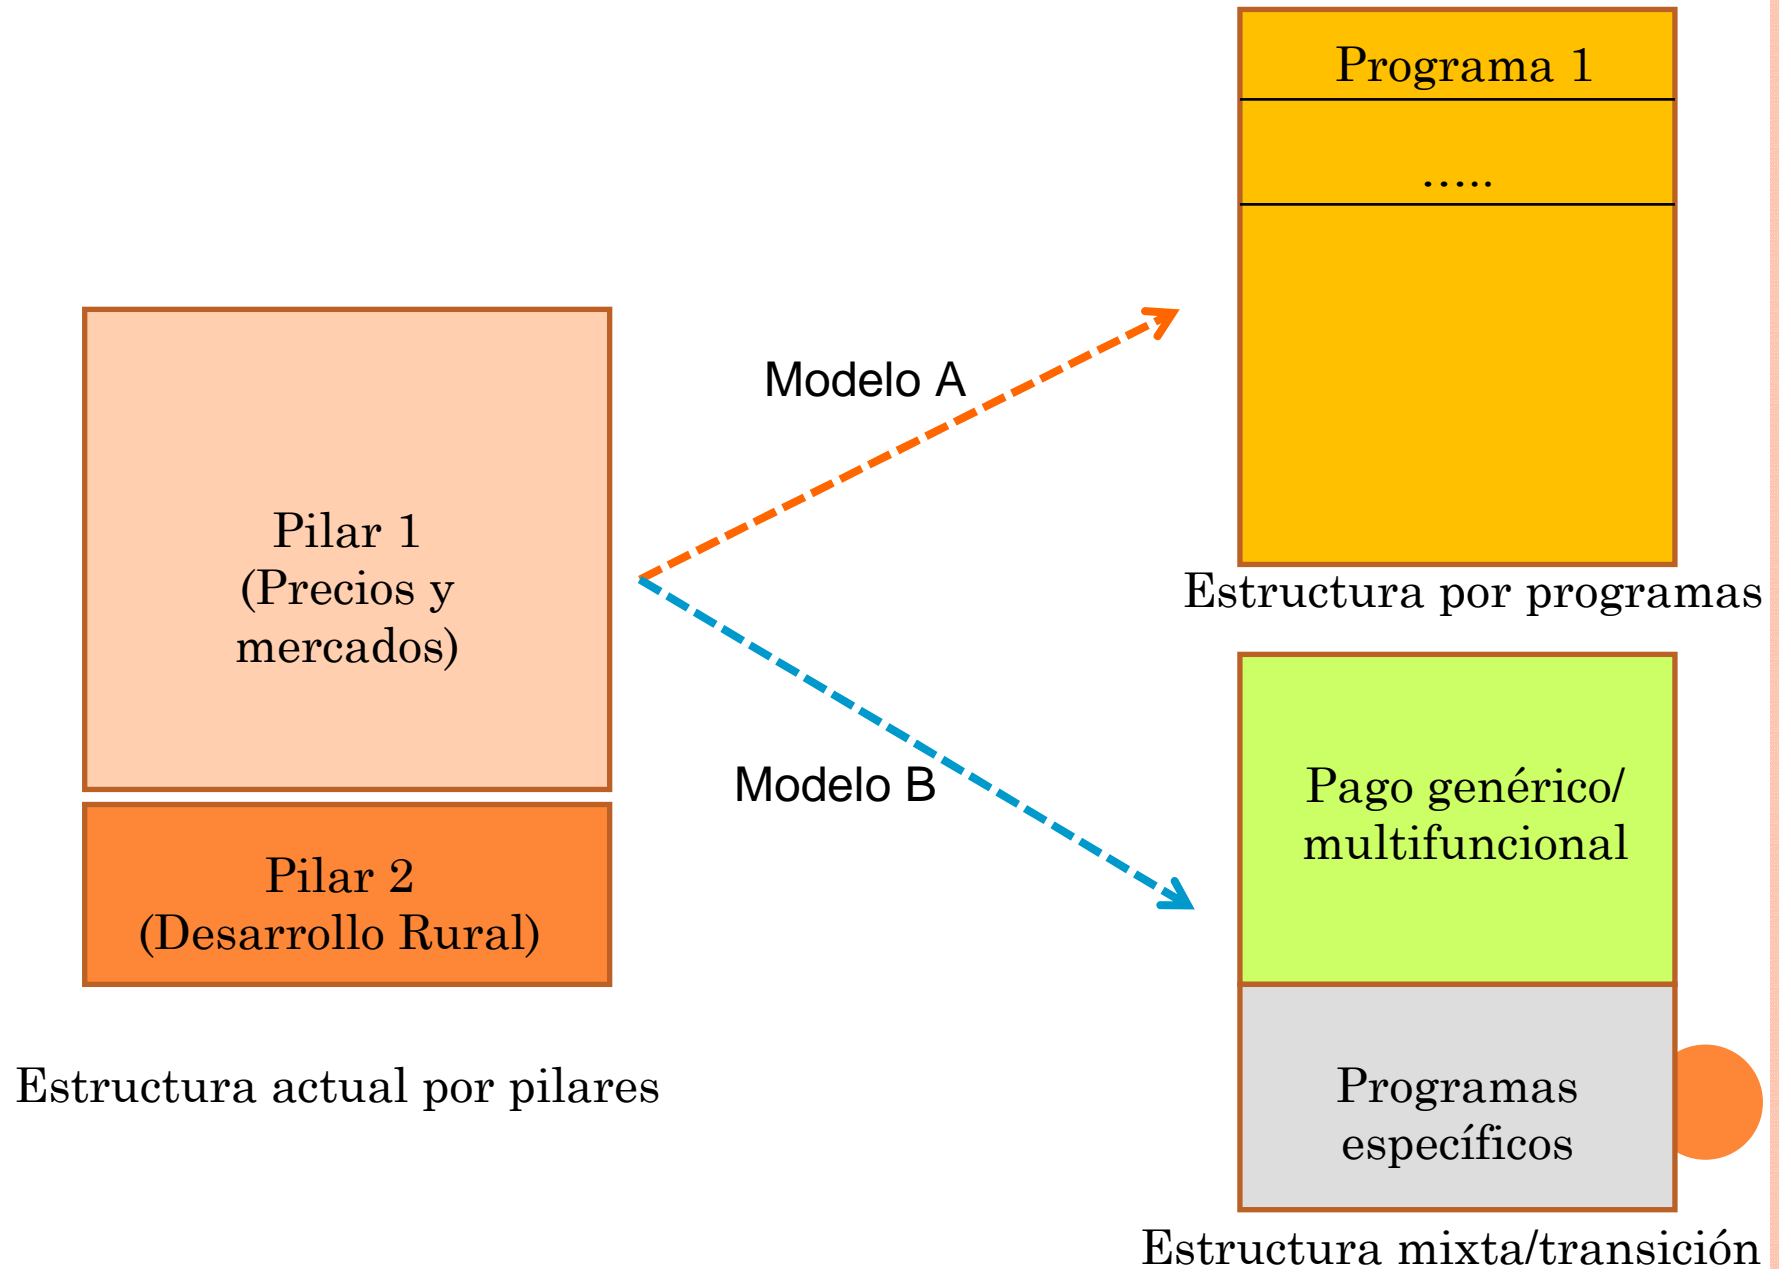 Programa 1
…..
Estructura por programas
Modelo A
Pilar 1
(Precios y
mercados)
Pilar 2
(Desarrollo Rural)
Estructura actual por pilares
Modelo B
Pago genérico/
multifuncional
Programas
específicos
Estructura mixta/transición